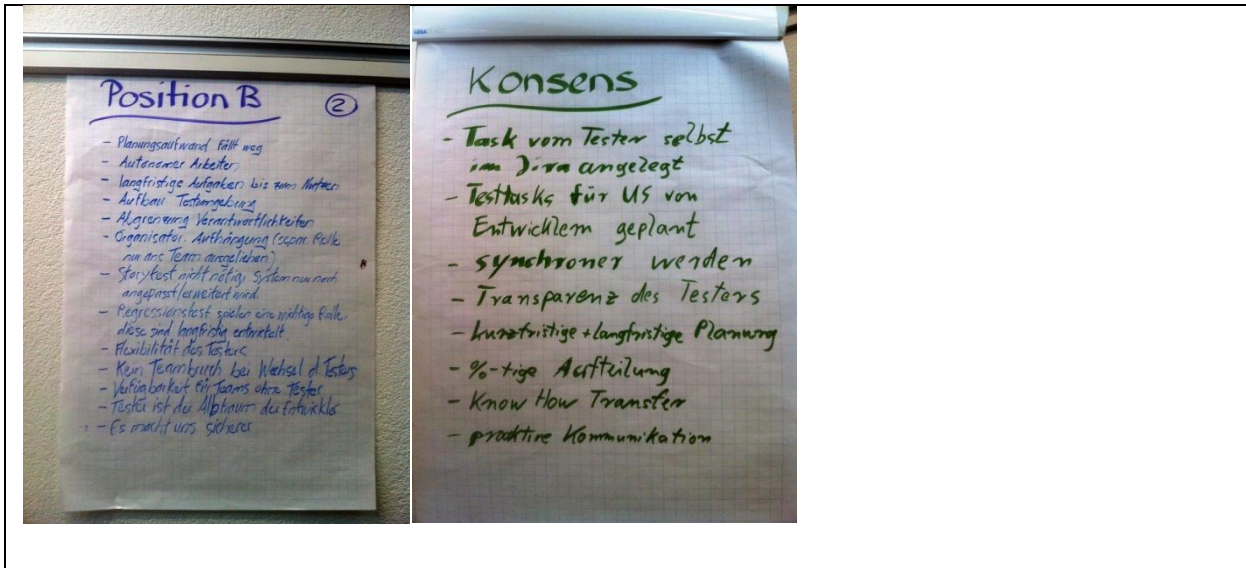 Position B
2
- Planungsaufwand fällt weg
- Autonomer Arbeiter
- langfristige Aufgaben bis zum Nutzen
- Aufbau Testumgebung
- Abgrenzung Verantwortlichkeiten
- Organisator. Aufhängung (separ. Rolle
nur ans Team ausgeliehen)
- Storytest nicht nötig, System nur noch
angepasst/erweitert wird.
- Regressionstest spielen eine wichtige Rolle,
diese sind langfristig entwickelt.
- Flexibilität des Testers
- Kein Teambruch bei Wechsel d. Testers
- Verfügbarkeit für Teams ohne Tester
- Tester ist der Albtraum der Entwickler
- Es macht uns sicherer
Konsens
- Task vom Tester selbst
im Jira angelegt
- Testtasks für US von
Entwicklern geplant
- synchroner werden
- Transparenz des Testers
- kurzfristige + langfristige Planung
- %-tige Aufteilung
- Know How Transfer
- proaktive Kommunikation